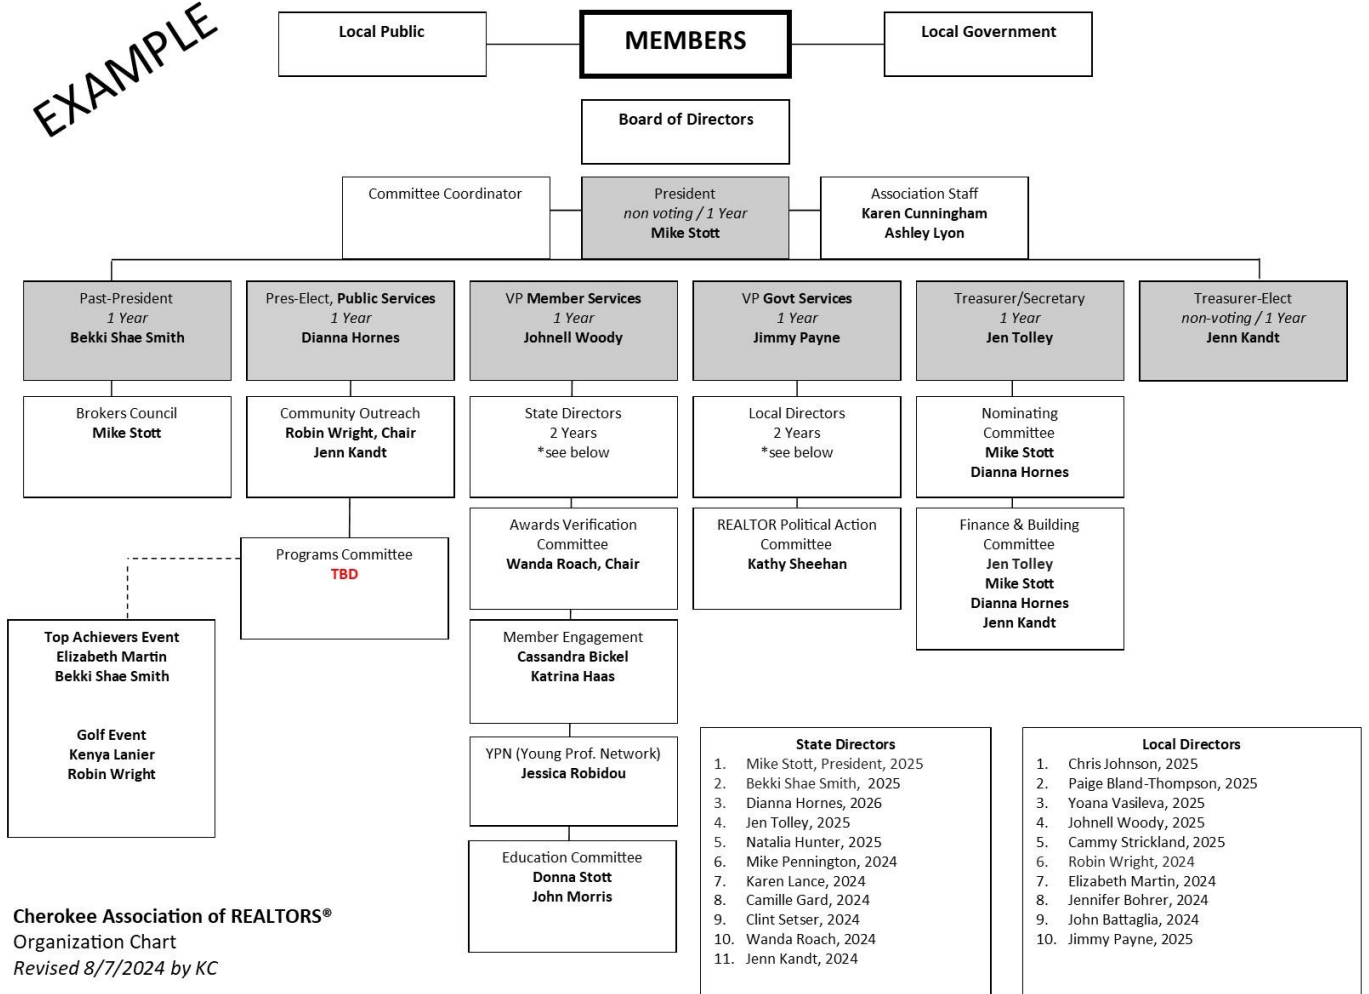 EXAMPLE
Local Public
MEMBERS
Local Government
Board of Directors
Committee Coordinator
President
non voting / 1 Year
Mike Stott
Association Staff
Karen Cunningham
Ashley Lyon
Past-President
1 Year
Bekki Shae Smith
Pres-Elect, Public Services
1 Year
Dianna Hornes
VP Member Services
1 Year
Johnell Woody
VP Govt Services
1 Year
Jimmy Payne
Treasurer/Secretary
1 Year
Jen Tolley
Treasurer-Elect
non-voting / 1 Year
Jenn Kandt
Brokers Council
Mike Stott
Community Outreach
Robin Wright, Chair
Jenn Kandt
State Directors
2 Years
*see below
Local Directors
2 Years
*see below
Nominating
Committee
Mike Stott
Dianna Hornes
Programs Committee
TBD
Awards Verification
Committee
Wanda Roach, Chair
REALTOR Political Action
Committee
Kathy Sheehan
Finance & Building
Committee
Jen Tolley
Mike Stott
Dianna Hornes
Jenn Kandt
Top Achievers Event
Elizabeth Martin
Bekki Shae Smith
Golf Event
Kenya Lanier
Robin Wright
Member Engagement
Cassandra Bickel
Katrina Haas
YPN (Young Prof. Network)
Jessica Robidou
Education Committee
Donna Stott
John Morris
State Directors
1. Mike Stott, President, 2025
2. Bekki Shae Smith, 2025
3. Dianna Hornes, 2026
4. Jen Tolley, 2025
5. Natalia Hunter, 2025
6. Mike Pennington, 2024
7. Karen Lance, 2024
8. Camille Gard, 2024
9. Clint Setser, 2024
10. Wanda Roach, 2024
11. Jenn Kandt, 2024
Local Directors
1. Chris Johnson, 2025
2. Paige Bland-Thompson, 2025
3. Yoana Vasileva, 2025
4. Johnell Woody, 2025
5. Cammy Strickland, 2025
6. Robin Wright, 2024
7. Elizabeth Martin, 2024
8. Jennifer Bohrer, 2024
9. John Battaglia, 2024
10. Jimmy Payne, 2025
Cherokee Association of REALTORS®
Organization Chart
Revised 8/7/2024 by KC